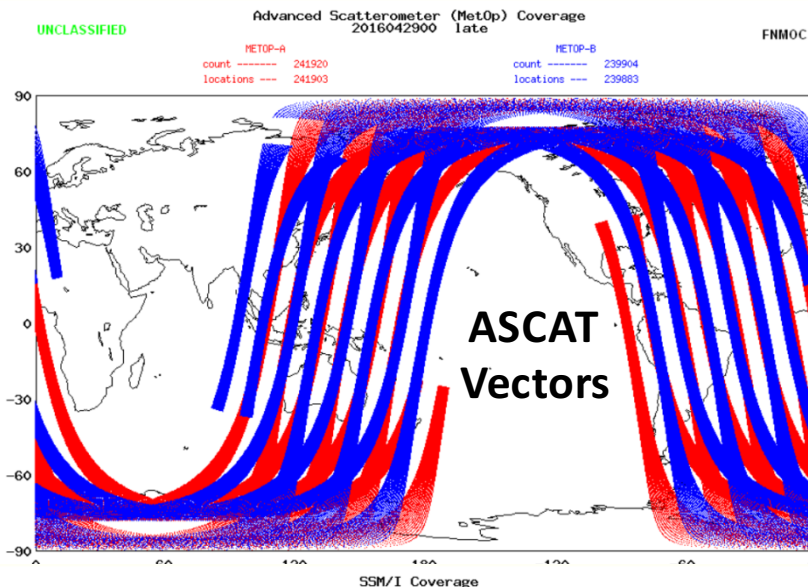 Advanced Scatterometer (MetOp) Coverage
UNCLASSIFIED
2016042900 late
FNMOC
METOP-A
count ------- 241920
locations --- 241903
METOP-B
count ------- 239904
locations --- 239883
90
60
30
0
-30
-60
-90
ASCAT
Vectors
0
60
120
180
-120
-60
SSM/I Coverage